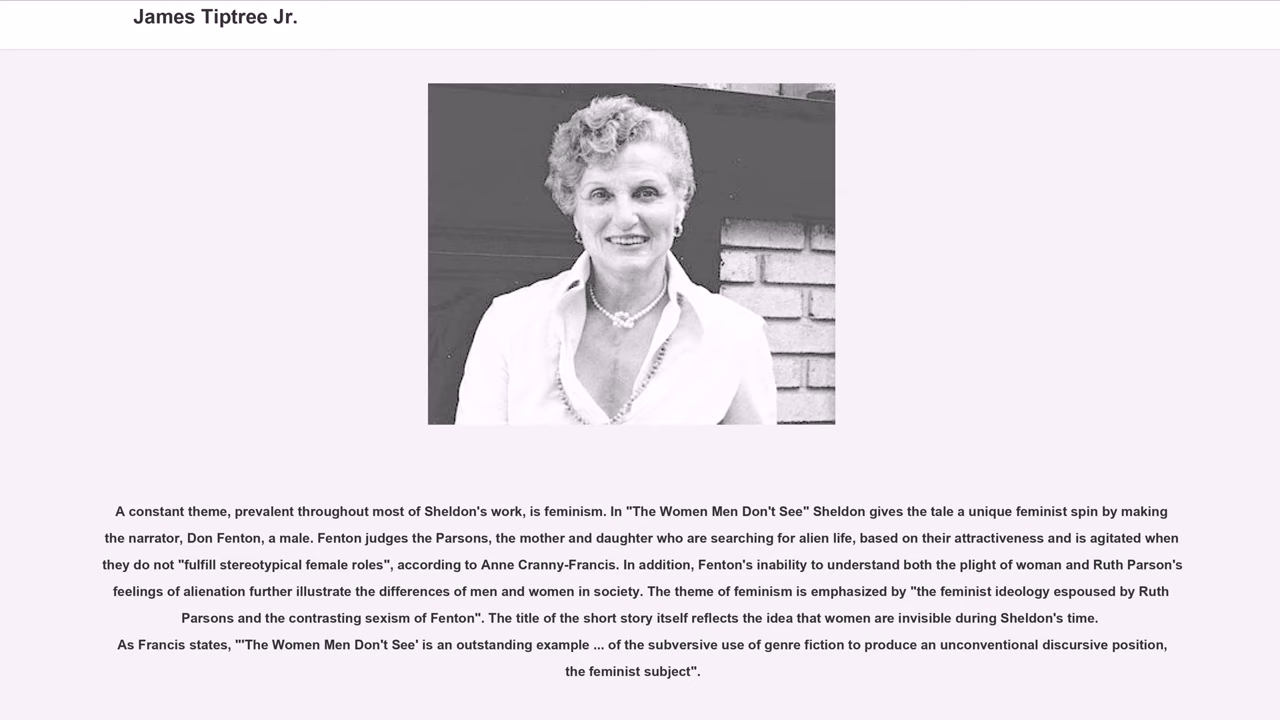 James Tiptree Jr.
A constant theme, prevalent throughout most of Sheldon's work, is feminism. In "The Women Men Don't See" Sheldon gives the tale a unique feminist spin by making
the narrator, Don Fenton, a male. Fenton judges the Parsons, the mother and daughter who are searching for alien life, based on their attractiveness and is agitated when
they do not "fulfill stereotypical female roles", according to Anne Cranny-Francis. In addition, Fenton's inability to understand both the plight of woman and Ruth Parson's
feelings of alienation further illustrate the differences of men and women in society. The theme of feminism is emphasized by "the feminist ideology espoused by Ruth
Parsons and the contrasting sexism of Fenton". The title of the short story itself reflects the idea that women are invisible during Sheldon's time.
As Francis states, "'The Women Men Don't See' is an outstanding example ... of the subversive use of genre fiction to produce an unconventional discursive position,
the feminist subject".